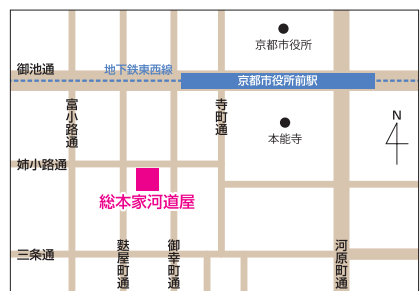 京都市役所
御池通
地下鉄東西線
京都市役所前駅
富小路通
寺町通
本能寺
N
姉小路通
総本家河道屋
三条通
麩屋町通
御幸町通
河原町通